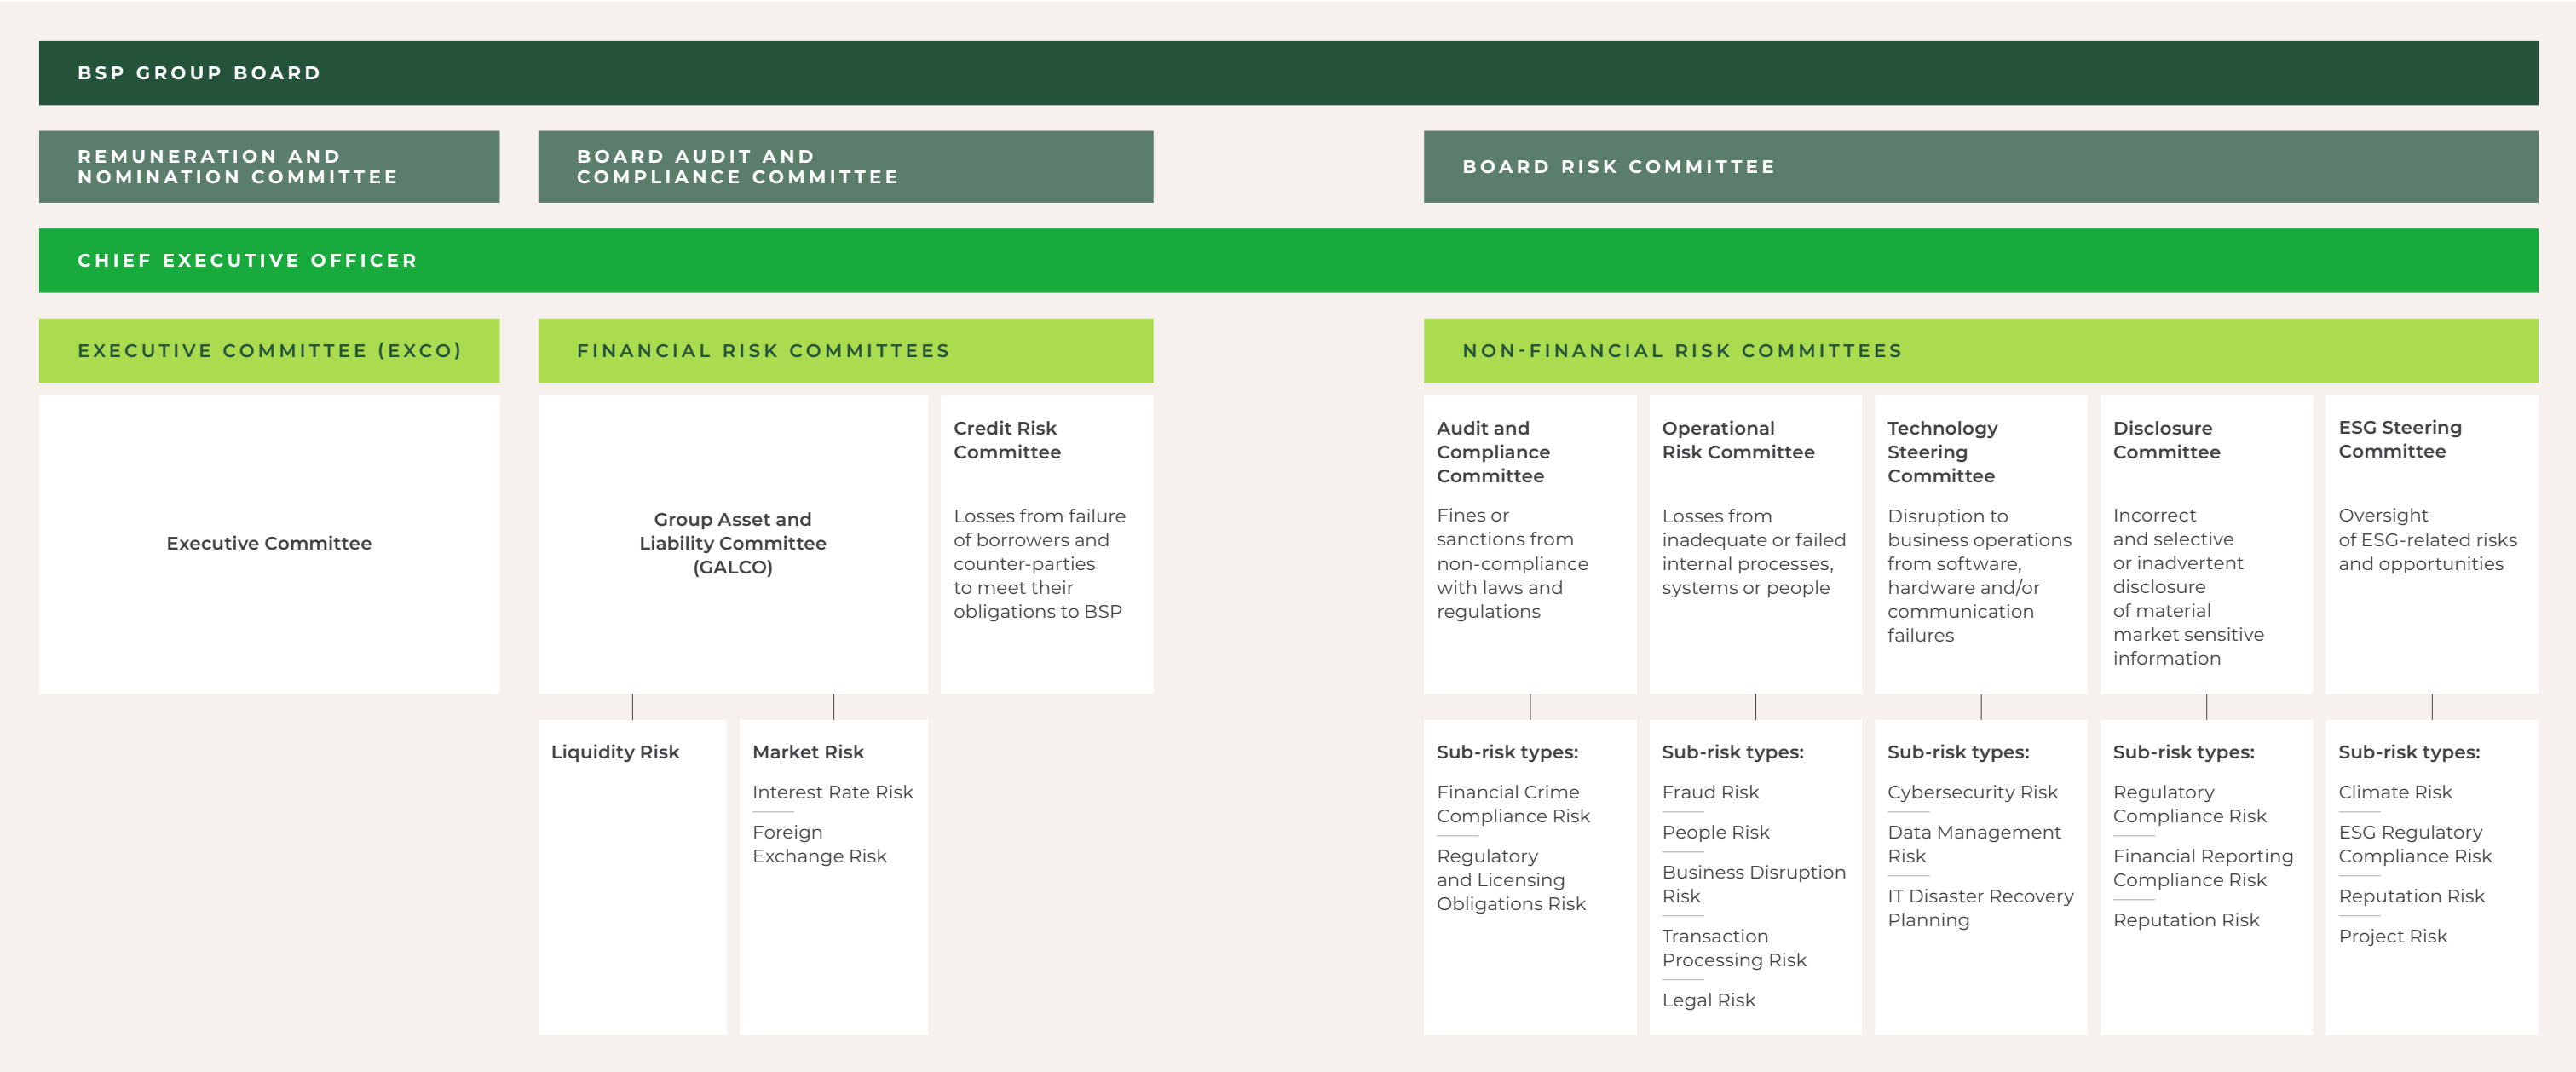 BSP GROUP BOARD
REMUNERATION AND
NOMINATION COMMITTEE
BOARD AUDIT AND
COMPLIANCE COMMITTEE
BOARD RISK COMMITTEE
CHIEF EXECUTIVE OFFICER
EXECUTIVE COMMITTEE (EXCO)
FINANCIAL RISK COMMITTEES
NON-FINANCIAL RISK COMMITTEES
Executive Committee
Group Asset and
Liability Committee
(GALCO)
Credit Risk
Committee
Losses from failure
of borrowers and
counter-parties
to meet their
obligations to BSP
Audit and
Compliance
Committee
Fines or
sanctions from
non-compliance
with laws and
regulations
Operational
Risk Committee
Losses from
inadequate or failed
internal processes,
systems or people
Technology
Steering
Committee
Disruption to
business operations
from software,
hardware and/or
communication
failures
Disclosure
Committee
Incorrect
and selective
or inadvertent
disclosure
of material
market sensitive
information
ESG Steering
Committee
Oversight
of ESG-related risks
and opportunities
Liquidity Risk
Market Risk
Interest Rate Risk
Foreign
Exchange Risk
Sub-risk types:
Financial Crime
Compliance Risk
Regulatory
and Licensing
Obligations Risk
Sub-risk types:
Fraud Risk
People Risk
Business Disruption
Risk
Transaction
Processing Risk
Legal Risk
Sub-risk types:
Cybersecurity Risk
Data Management
Risk
IT Disaster Recovery
Planning
Sub-risk types:
Regulatory
Compliance Risk
Financial Reporting
Compliance Risk
Reputation Risk
Sub-risk types:
Climate Risk
ESG Regulatory
Compliance Risk
Reputation Risk
Project Risk